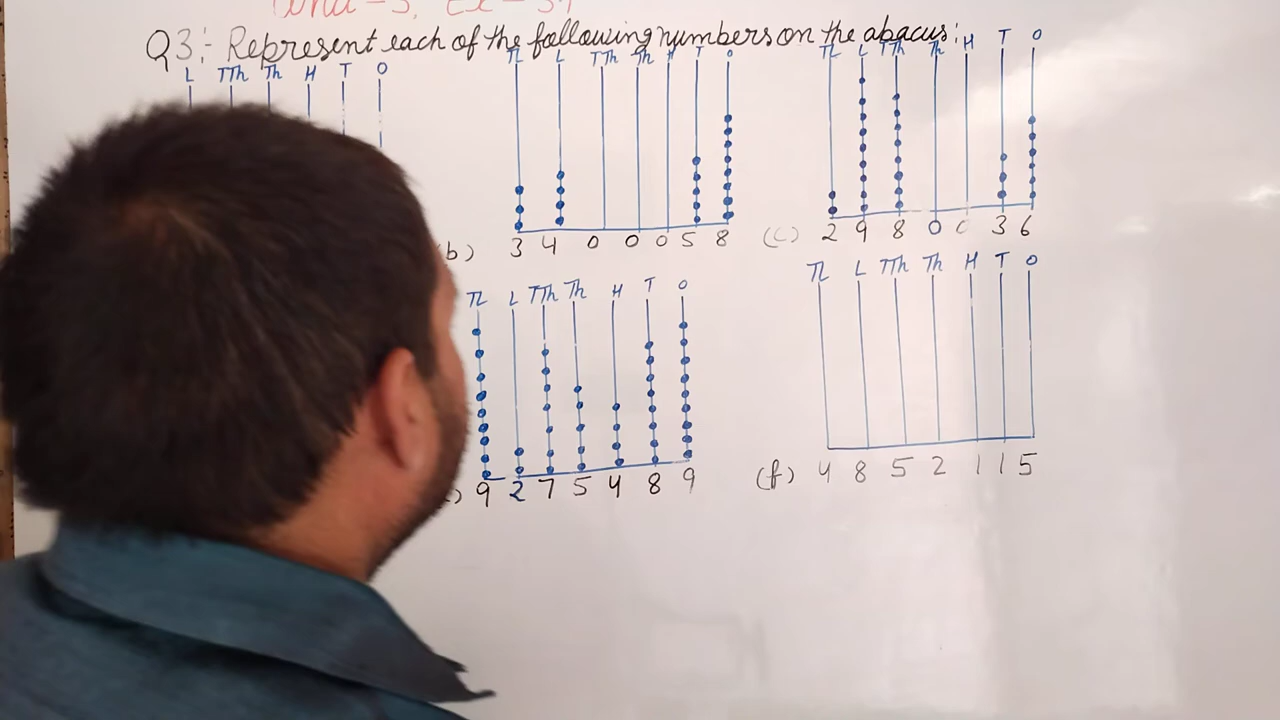 Q3:- Represent each of the following numbers on the abacus:
L TTh Th H T O
TL L TTh Th H T O
b) 3 4 0 0 0 5 8
TL L TTh Th H T O
(c) 2 9 8 0 0 3 6
TL L TTh Th H T O
) 9 2 7 5 4 8 9
TL L TTh Th H T O
(f) 4 8 5 2 1 1 5